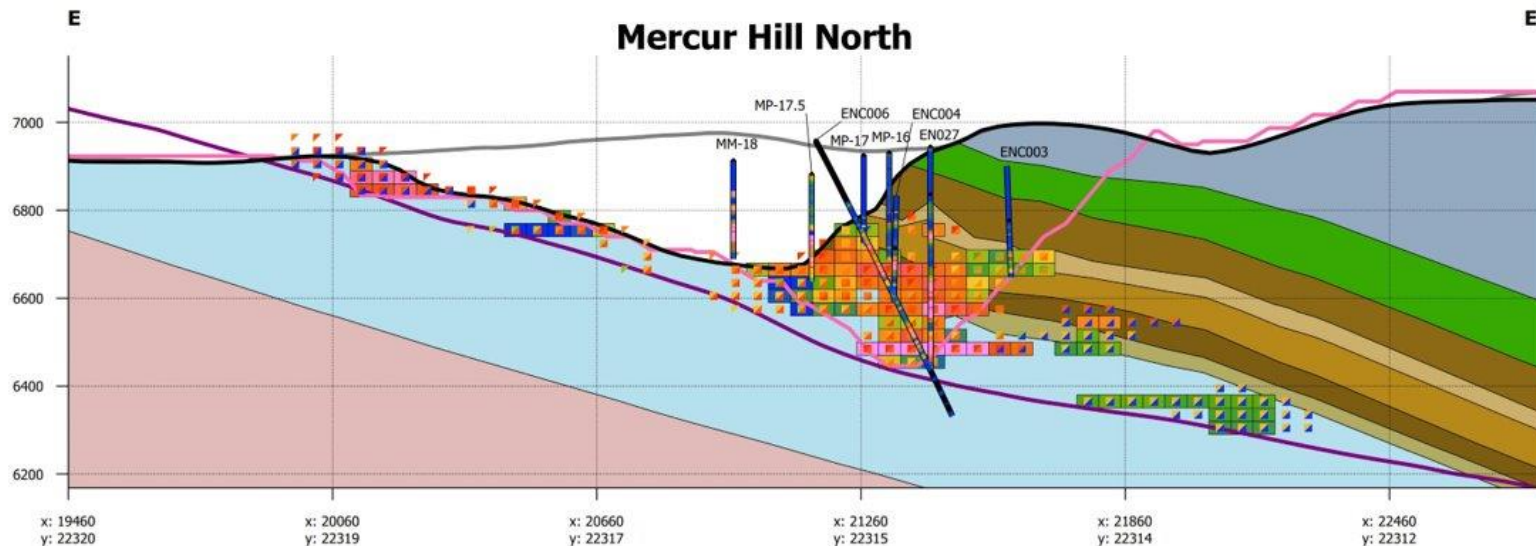 E E
Mercur Hill North
MP-17.5
ENC006
ENC004
MM-18
MP-17
MP-16
EN027
ENC003
7000
6800
6600
6400
6200
x: 19460
y: 22320
x: 20060
y: 22319
x: 20660
y: 22317
x: 21260
y: 22315
x: 21860
y: 22314
x: 22460
y: 22312